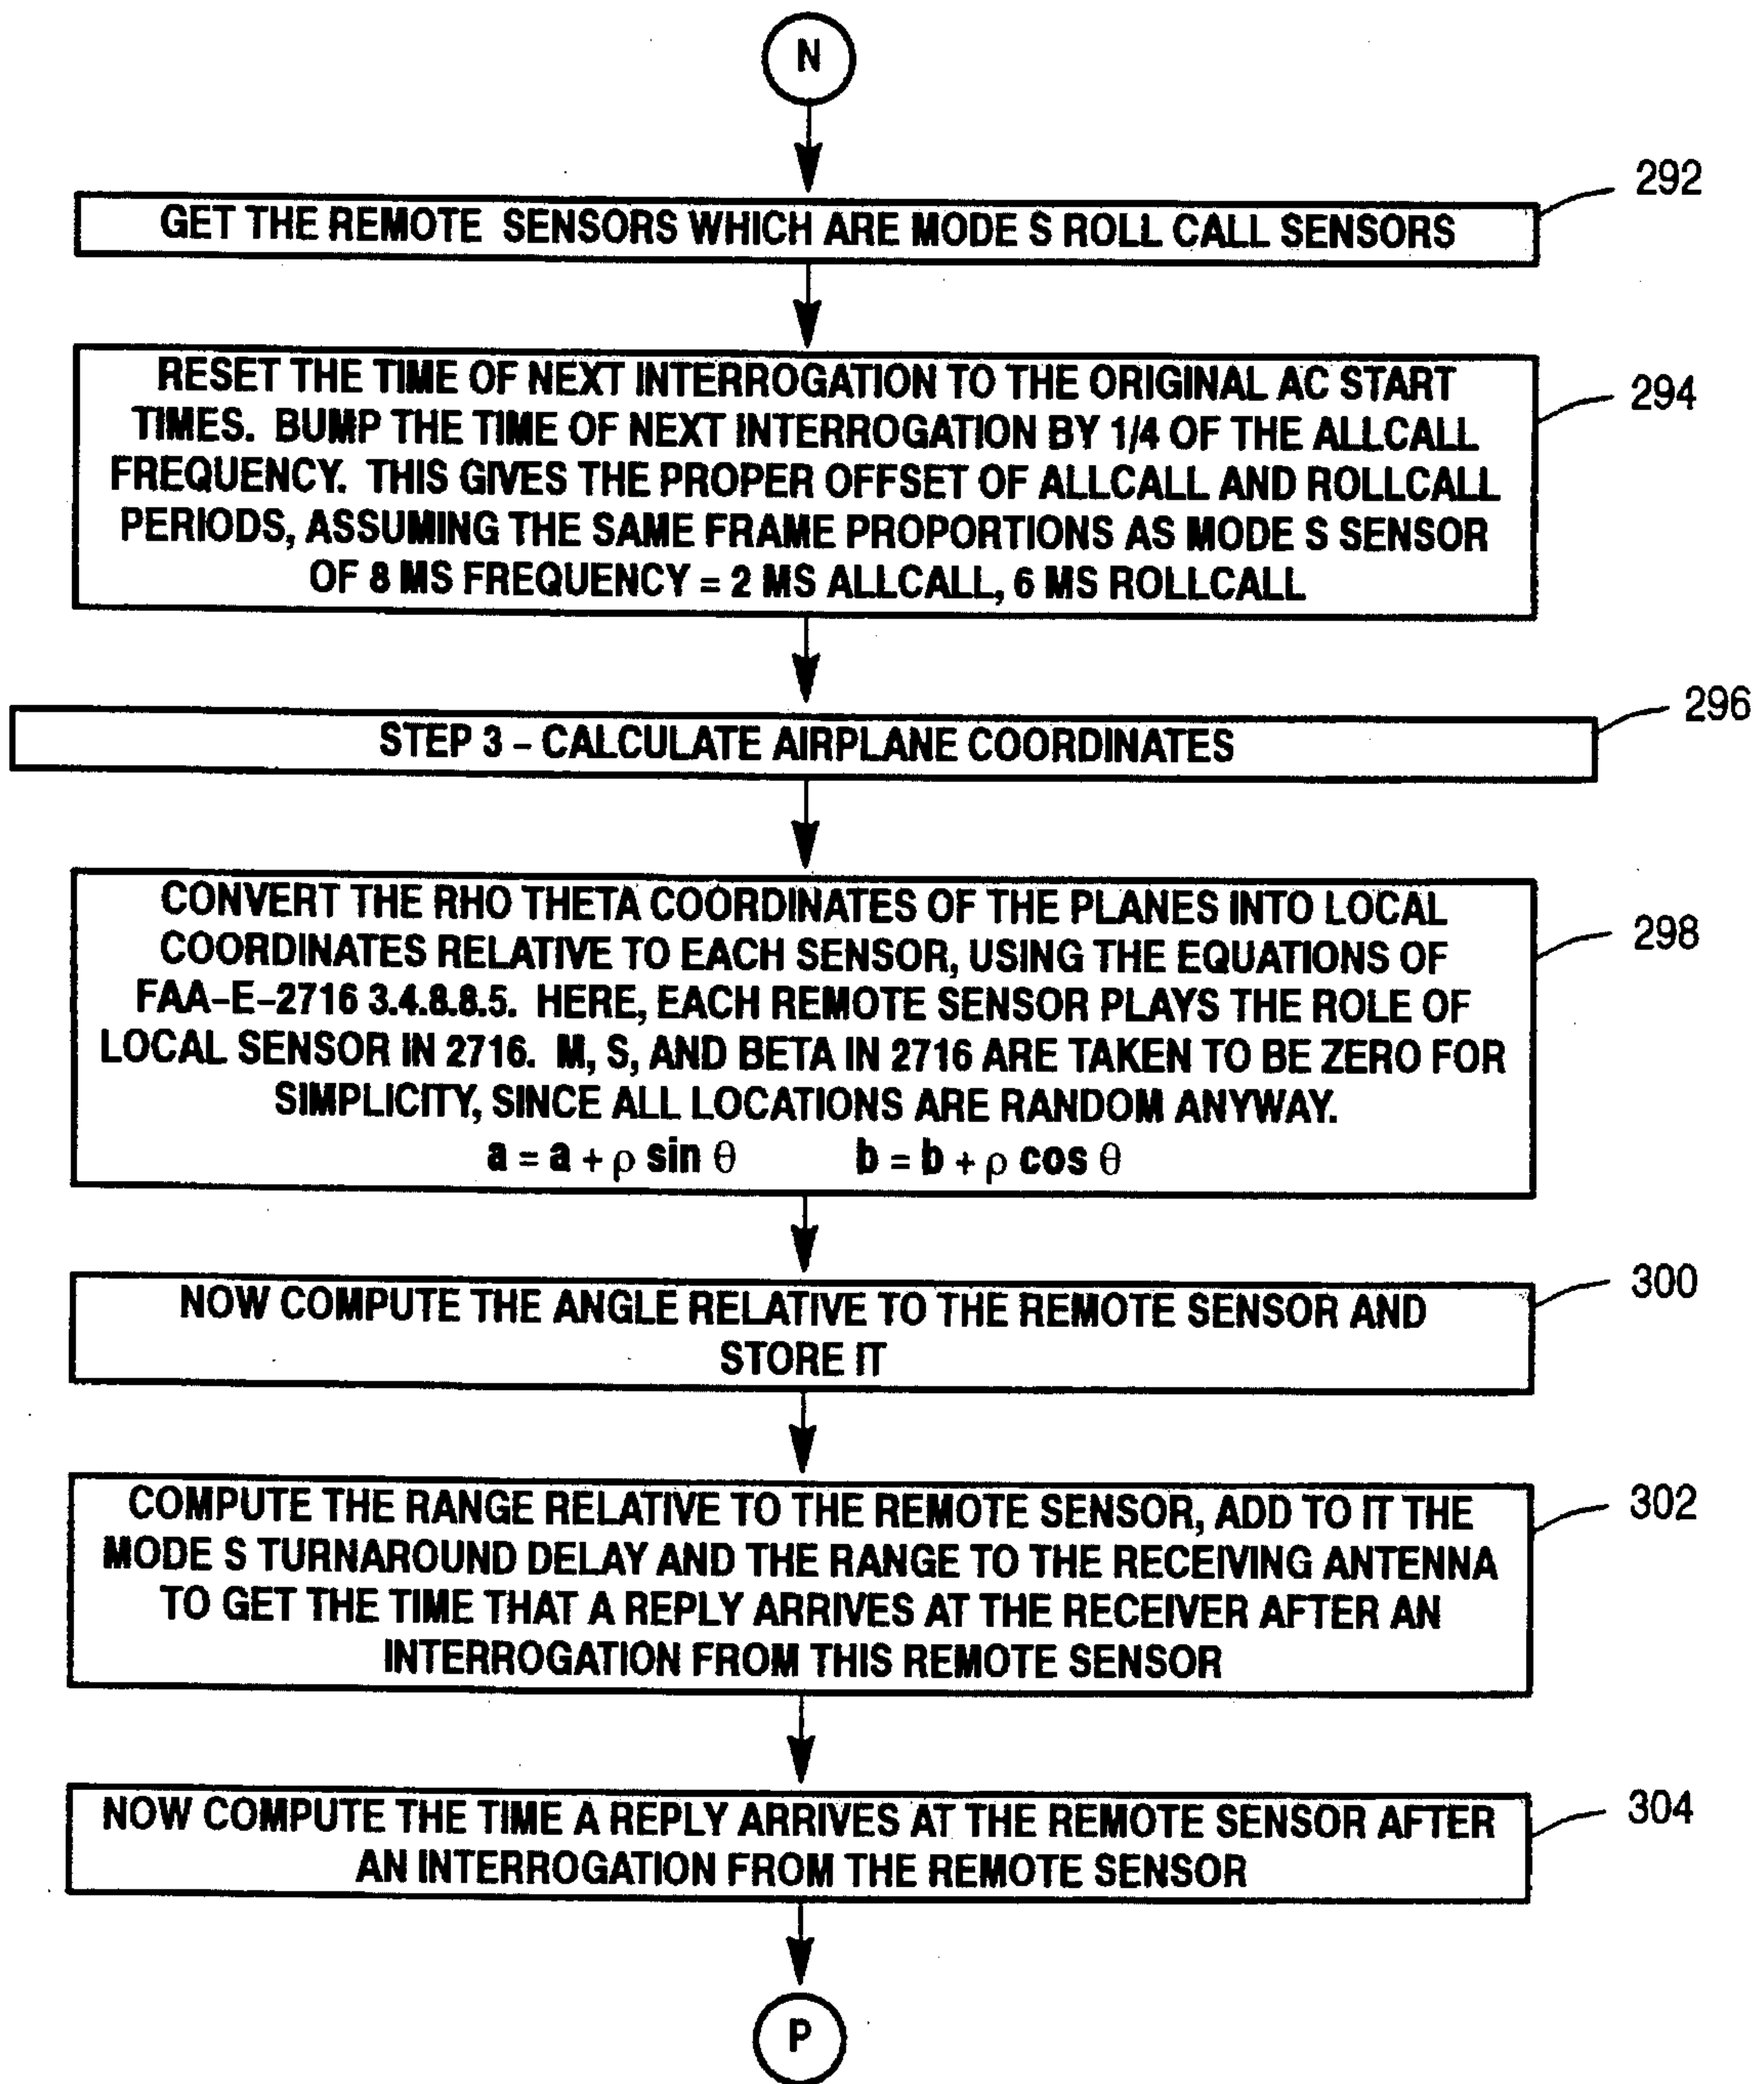 N
292
GET THE REMOTE SENSORS WHICH ARE MODE S ROLL CALL SENSORS
294
RESET THE TIME OF NEXT INTERROGATION TO THE ORIGINAL AC START
TIMES. BUMP THE TIME OF NEXT INTERROGATION BY 1/4 OF THE ALLCALL
FREQUENCY. THIS GIVES THE PROPER OFFSET OF ALLCALL AND ROLLCALL
PERIODS, ASSUMING THE SAME FRAME PROPORTIONS AS MODE S SENSOR
OF 8 MS FREQUENCY = 2 MS ALLCALL, 6 MS ROLLCALL
296
STEP 3 – CALCULATE AIRPLANE COORDINATES
298
CONVERT THE RHO THETA COORDINATES OF THE PLANES INTO LOCAL
COORDINATES RELATIVE TO EACH SENSOR, USING THE EQUATIONS OF
FAA–E–2716 3.4.8.8.5. HERE, EACH REMOTE SENSOR PLAYS THE ROLE OF
LOCAL SENSOR IN 2716. M, S, AND BETA IN 2716 ARE TAKEN TO BE ZERO FOR
SIMPLICITY, SINCE ALL LOCATIONS ARE RANDOM ANYWAY.
a = a + ρ sin θ b = b + ρ cos θ
300
NOW COMPUTE THE ANGLE RELATIVE TO THE REMOTE SENSOR AND
STORE IT
302
COMPUTE THE RANGE RELATIVE TO THE REMOTE SENSOR, ADD TO IT THE
MODE S TURNAROUND DELAY AND THE RANGE TO THE RECEIVING ANTENNA
TO GET THE TIME THAT A REPLY ARRIVES AT THE RECEIVER AFTER AN
INTERROGATION FROM THIS REMOTE SENSOR
304
NOW COMPUTE THE TIME A REPLY ARRIVES AT THE REMOTE SENSOR AFTER
AN INTERROGATION FROM THE REMOTE SENSOR
P